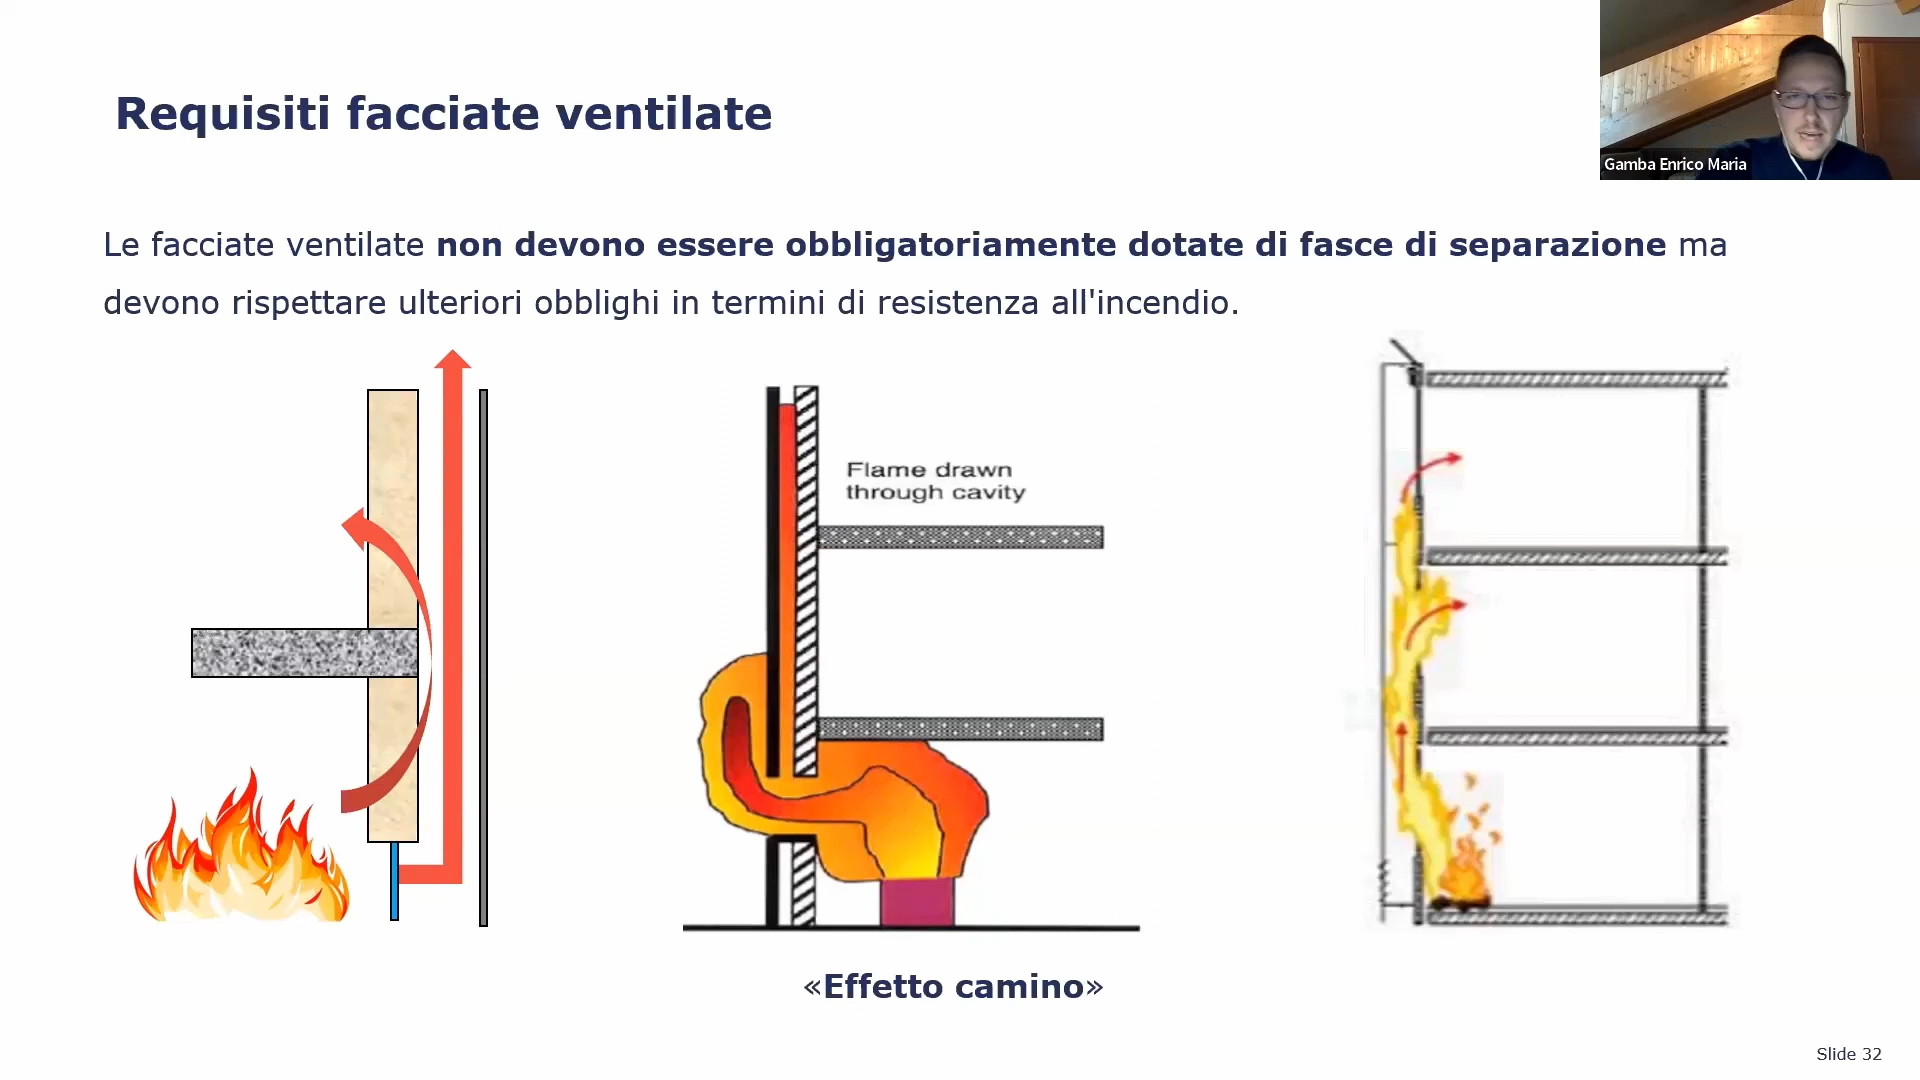 Requisiti facciate ventilate
Gamba Enrico Maria
Le facciate ventilate non devono essere obbligatoriamente dotate di fasce di separazione ma
devono rispettare ulteriori obblighi in termini di resistenza all'incendio.
Flame drawn
through cavity
«Effetto camino»
Slide 32